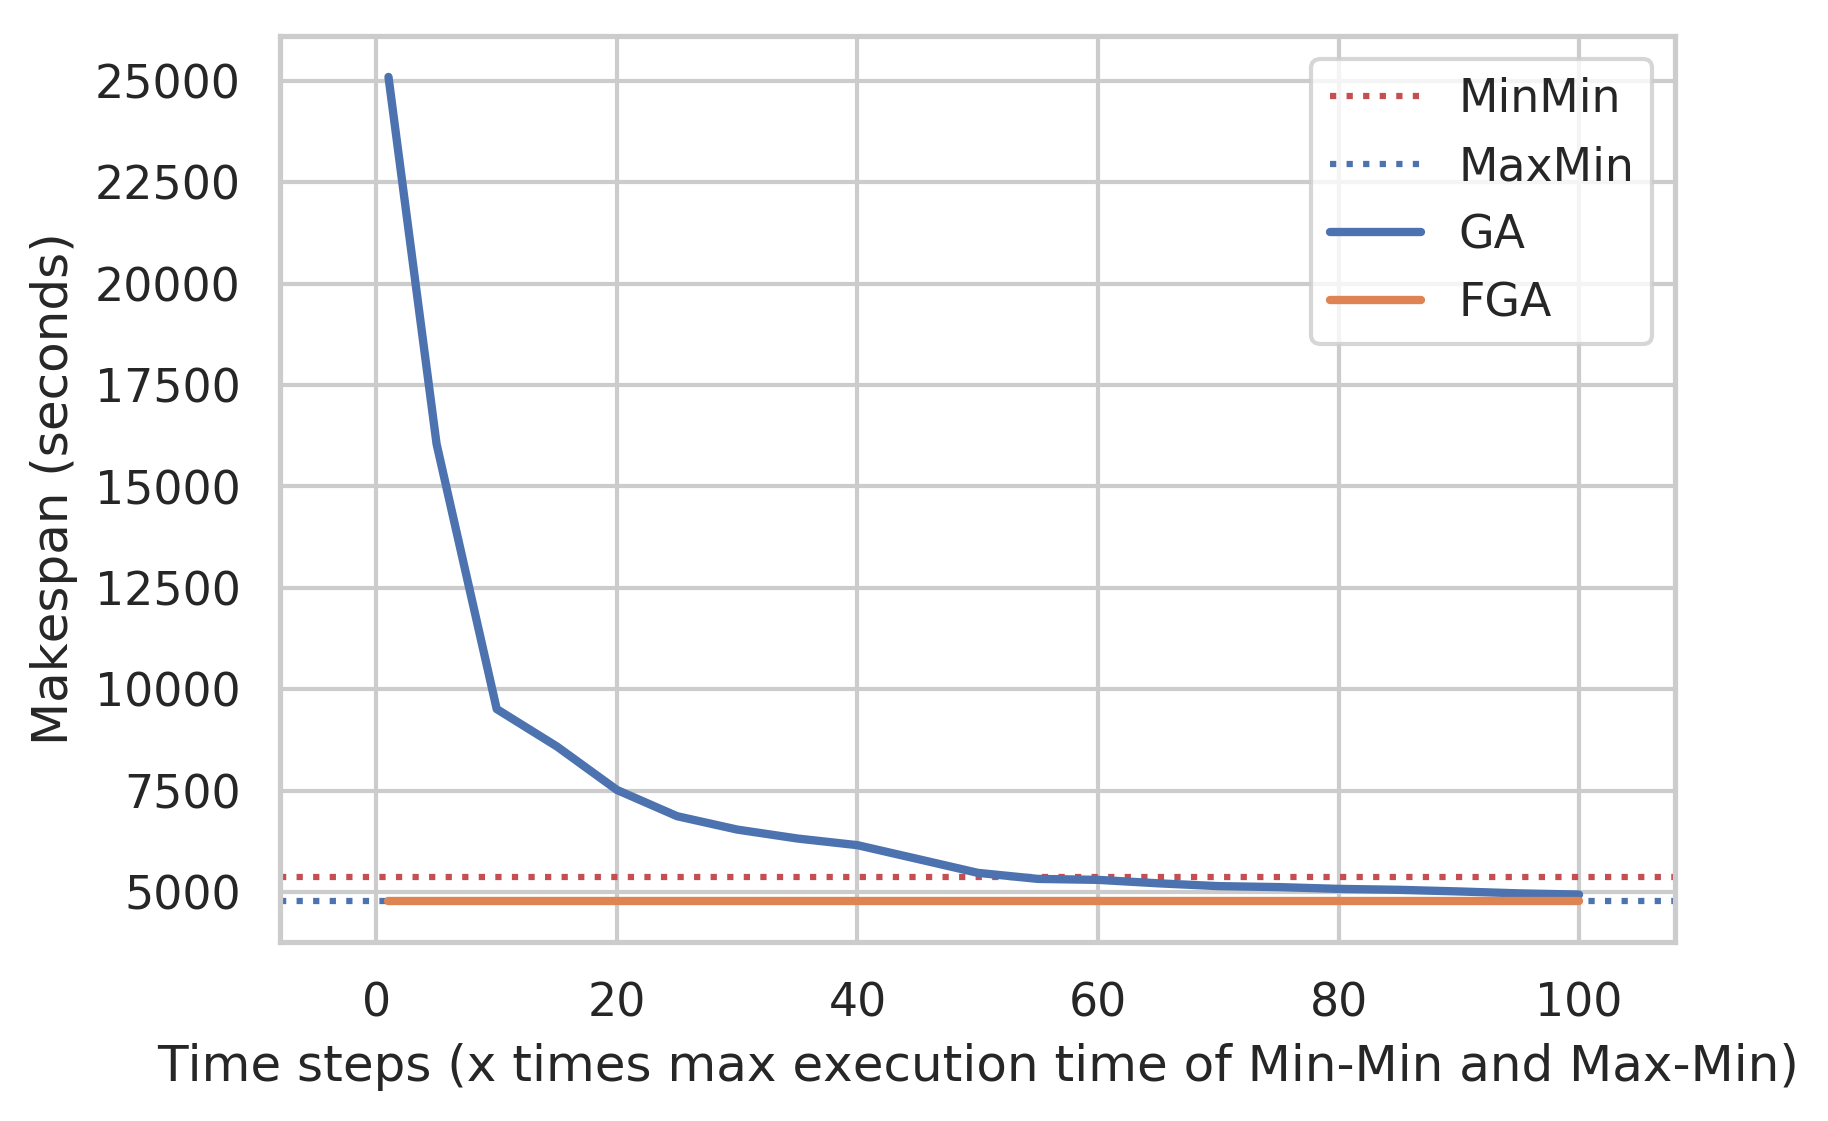 25000
22500
20000
17500
15000
12500
10000
7500
5000
Makespan (seconds)
MinMin
MaxMin
GA
FGA
0 20 40 60 80 100
Time steps (x times max execution time of Min-Min and Max-Min)